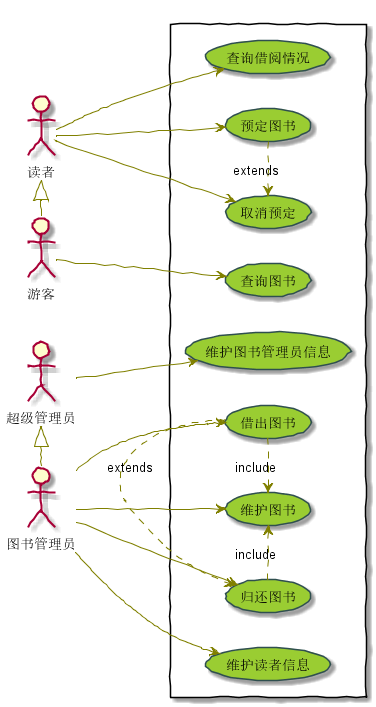 查询借阅情况
预定图书
读者
extends
取消预定
查询图书
游客
维护图书管理员信息
超级管理员
借出图书
extends
include
维护图书
图书管理员
include
归还图书
维护读者信息